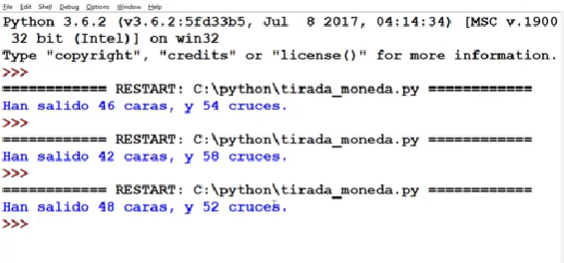 File Edit Shell Debug Options Window Help
Python 3.6.2 (v3.6.2:5fd33b5, Jul  8 2017, 04:14:34) [MSC v.1900
 32 bit (Intel)] on win32
Type "copyright", "credits" or "license()" for more information.
>>>
============ RESTART: C:\python\tirada_moneda.py ============
Han salido 46 caras, y 54 cruces.
>>>
============ RESTART: C:\python\tirada_moneda.py ============
Han salido 42 caras, y 58 cruces.
>>>
============ RESTART: C:\python\tirada_moneda.py ============
Han salido 48 caras, y 52 cruces.
>>>